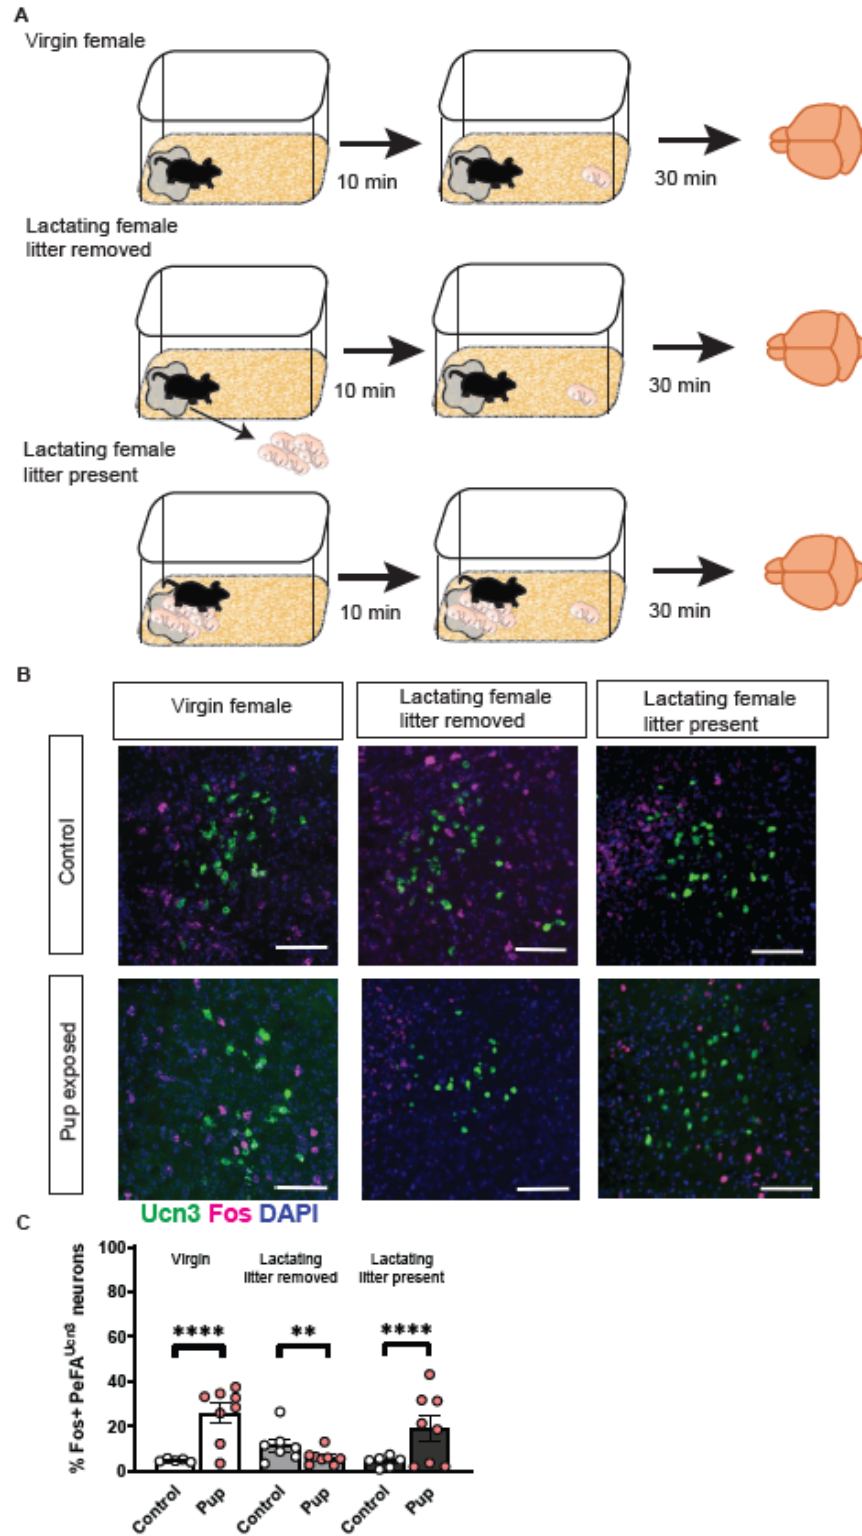 A
Virgin female
10 min
30 min
Lactating female
litter removed
10 min
30 min
Lactating female
litter present
10 min
30 min
B
Virgin female
Lactating female
litter removed
Lactating female
litter present
Control
Pup exposed
Ucn3 Fos DAPI
C
% Fos+ PeFA^Ucn3 neurons
100
80
60
40
20
0
Virgin
Lactating
litter removed
Lactating
litter present
****
**
****
Control
Pup
Control
Pup
Control
Pup